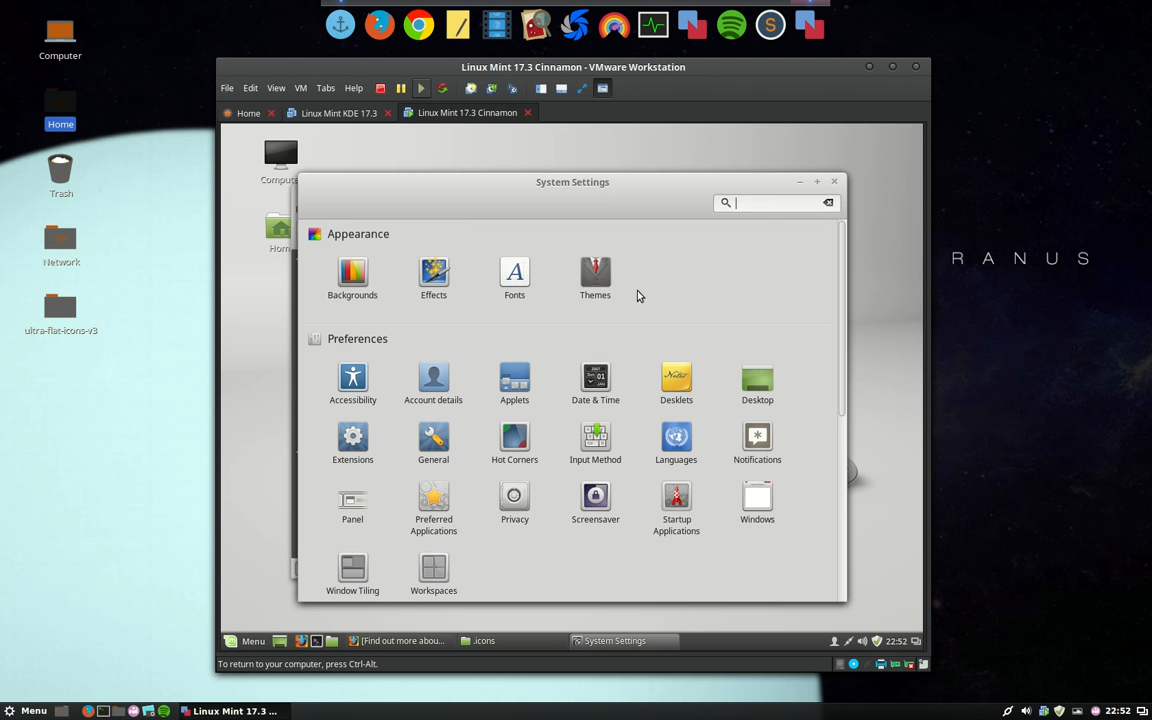 Computer
Home
Trash
Network
ultra-flat-icons-v3
R A N U S
Linux Mint 17.3 Cinnamon - VMware Workstation
File Edit View VM Tabs Help
Home Linux Mint KDE 17.3 Linux Mint 17.3 Cinnamon
System Settings
Appearance
Backgrounds Effects Fonts Themes
Preferences
Accessibility Account details Applets Date & Time Desklets Desktop
Extensions General Hot Corners Input Method Languages Notifications
Panel Preferred Applications Privacy Screensaver Startup Applications Windows
Window Tiling Workspaces
Menu [Find out more abou... .icons System Settings 22:52
To return to your computer, press Ctrl-Alt.
Menu Linux Mint 17.3 ... 22:52